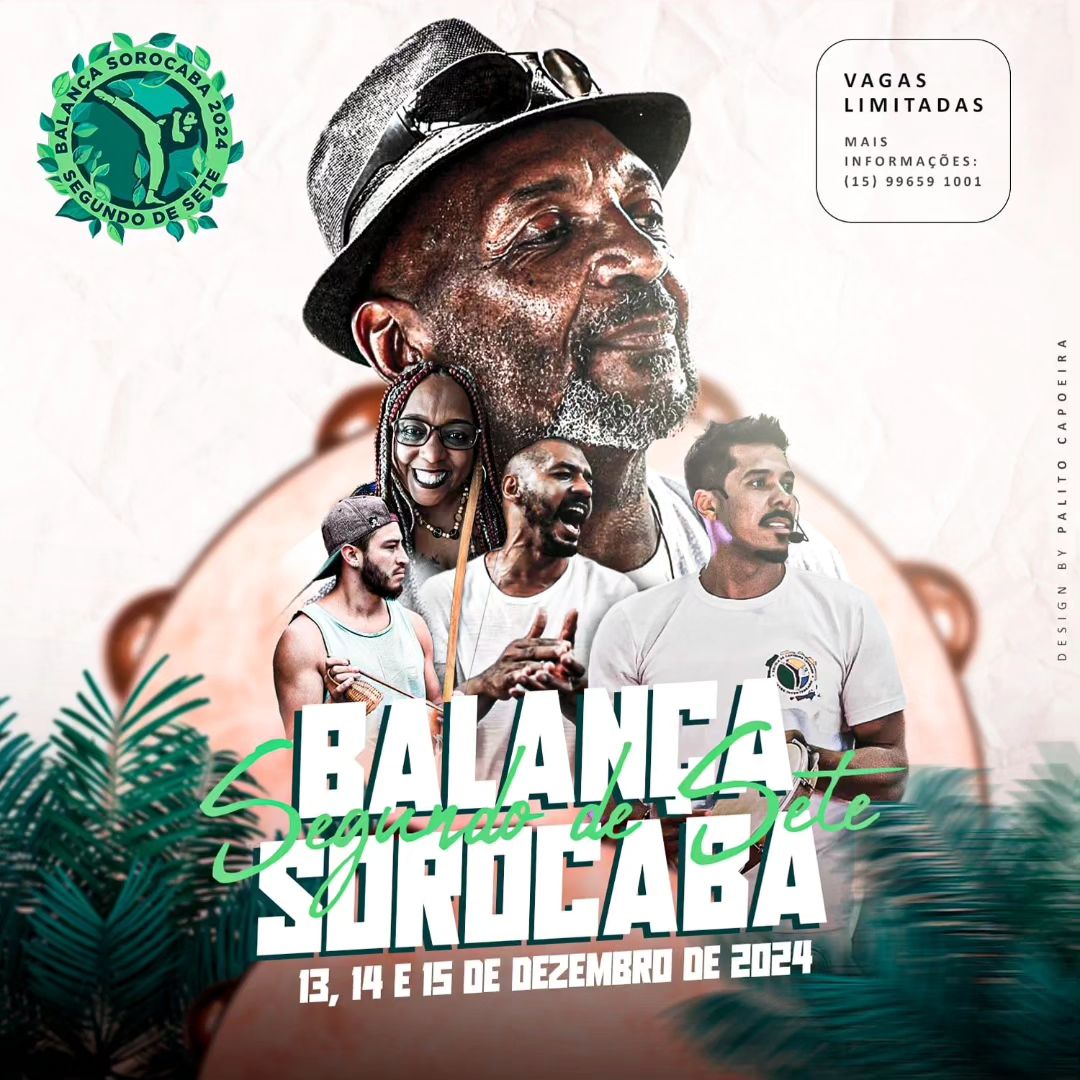 BALANÇA SOROCABA 2024
SEGUNDO DE SETE
VAGAS
LIMITADAS
MAIS
INFORMAÇÕES:
(15) 99659 1001
DESIGN BY PALITO CAPOEIRA
BALANÇA
Segundo de Sete
SOROCABA
13, 14 E 15 DE DEZEMBRO DE 2024